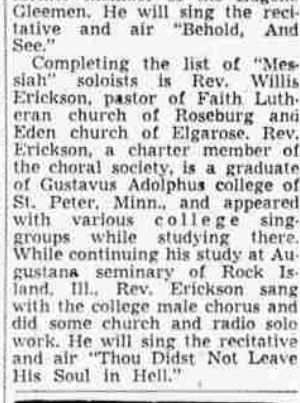 Gleemen. He will sing the reci-
tative and air "Behold, And
See."
Completing the list of "Mes-
siah" soloists is Rev. Willis
Erickson, pastor of Faith Luth-
eran church of Roseburg and
Eden church of Elgarose. Rev.
Erickson, a charter member of
the choral society, is a graduate
of Gustavus Adolphus college of
St. Peter, Minn., and appeared
with various college sing-
groups while studying there.
While continuing his study at Au-
gustana seminary of Rock Is-
land, Ill., Rev. Erickson sang
with the college male chorus and
did some church and radio solo
work. He will sing the recitative
and air "Thou Didst Not Leave
His Soul in Hell."